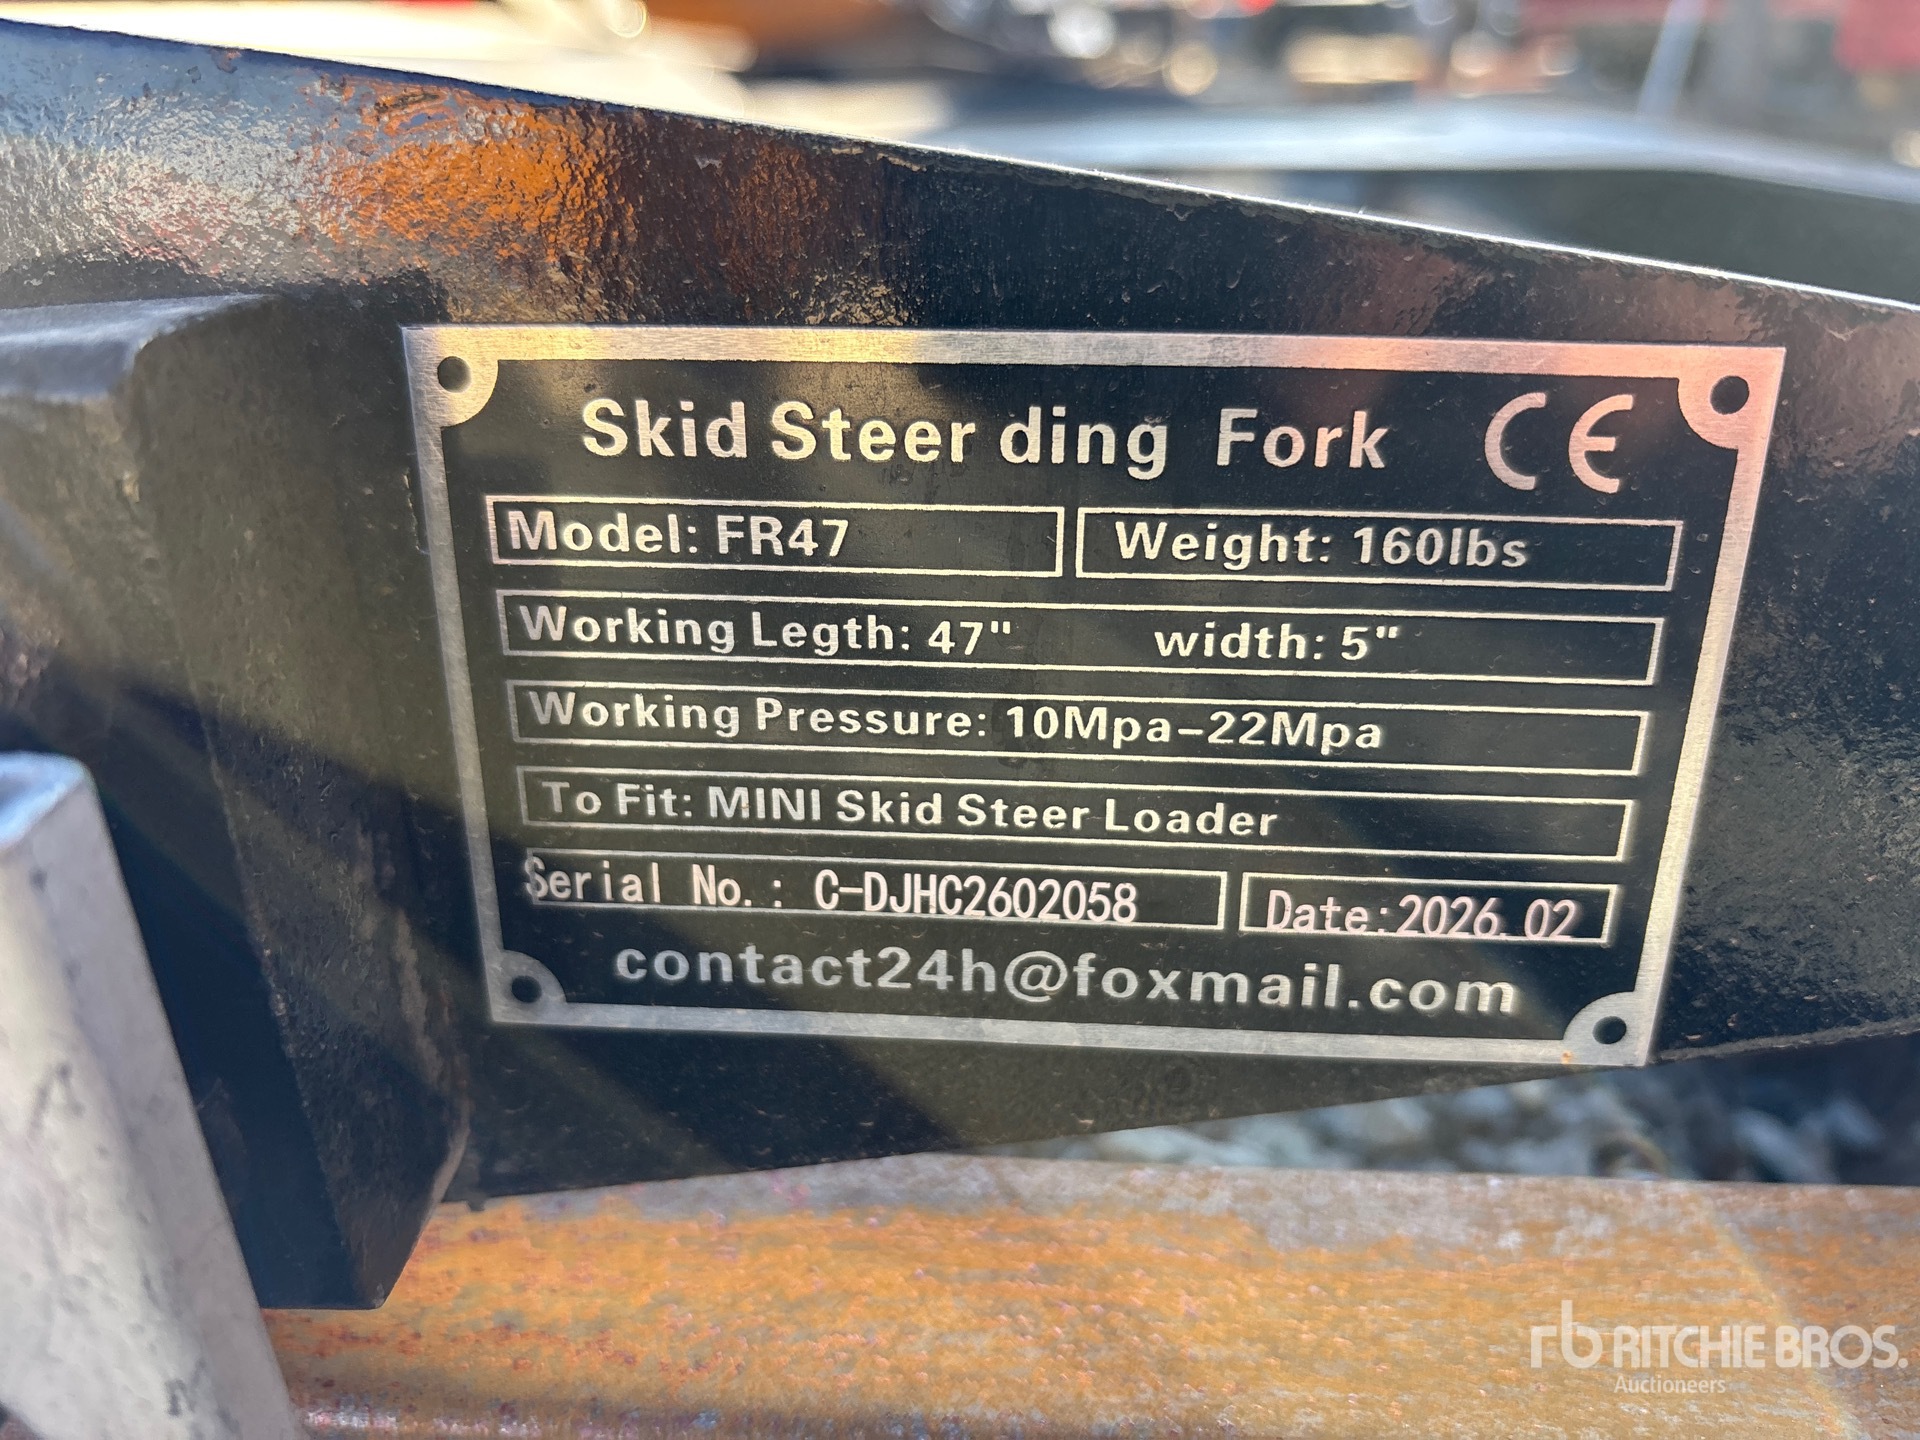 Skid Steer ding Fork CE
Model: FR47 Weight: 160lbs
Working Legth: 47" width: 5"
Working Pressure: 10Mpa-22Mpa
To Fit: MINI Skid Steer Loader
Serial No.: C-DJHC2602058 Date:2026.02
contact24h@foxmail.com
rb RITCHIE BROS.
Auctioneers